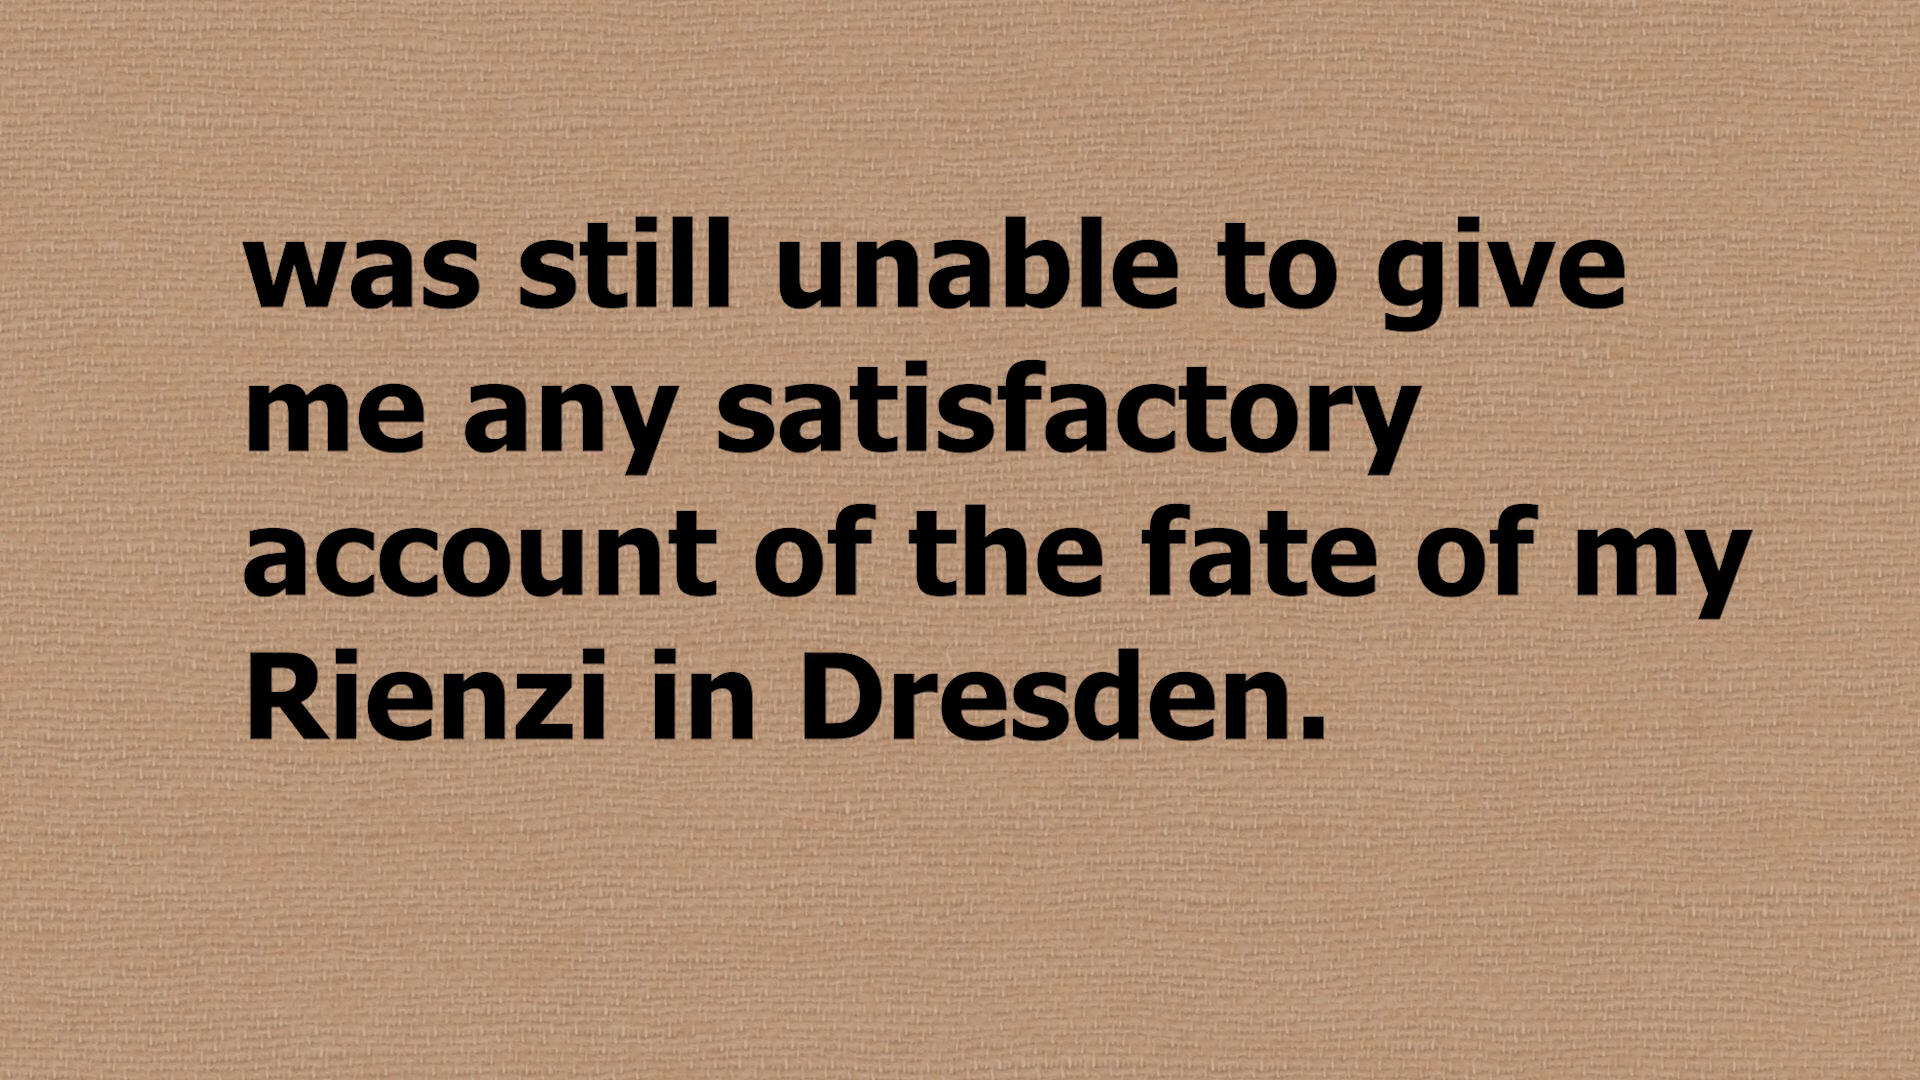 was still unable to give
me any satisfactory
account of the fate of my
Rienzi in Dresden.